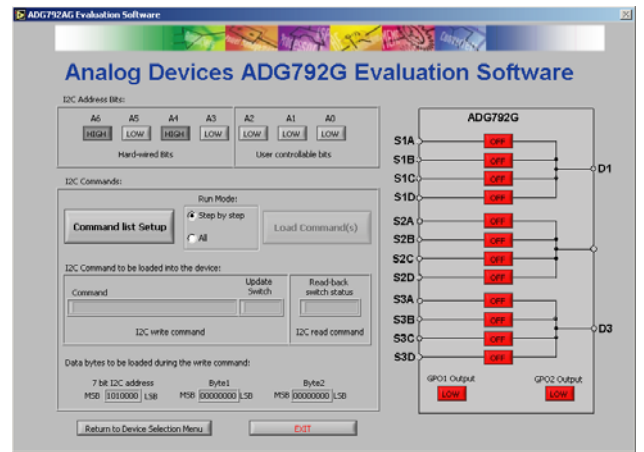 ADG792AG Evaluation Software
Analog Devices ADG792G Evaluation Software
I2C Address Bits:
A6 A5 A4 A3 A2 A1 A0
HIGH LOW HIGH LOW LOW LOW LOW
Hard-wired Bits User controllable bits
I2C Commands:
Run Mode:
Command list Setup
Step by step
All
Load Command(s)
I2C Command to be loaded into the device:
Command
Update Switch
Read-back switch status
I2C write command
I2C read command
Data bytes to be loaded during the write command:
7 bit I2C address Byte1 Byte2
MSB 1010000 LSB MSB 00000000 LSB MSB 00000000 LSB
Return to Device Selection Menu
EXIT
ADG792G
S1A OFF
S1B OFF
D1
S1C OFF
S1D OFF
S2A OFF
S2B OFF
S2C OFF
S2D OFF
S3A OFF
S3B OFF
D3
S3C OFF
S3D OFF
GPO1 Output GPO2 Output
LOW LOW